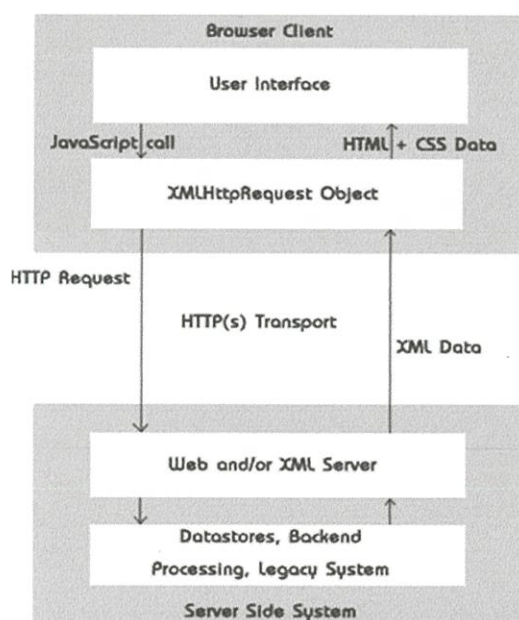 Browser Client
User Interface
JavaScript call
HTML + CSS Data
XMLHttpRequest Object
HTTP Request
HTTP(s) Transport
XML Data
Web and/or XML Server
Datastores, Backend
Processing, Legacy System
Server Side System